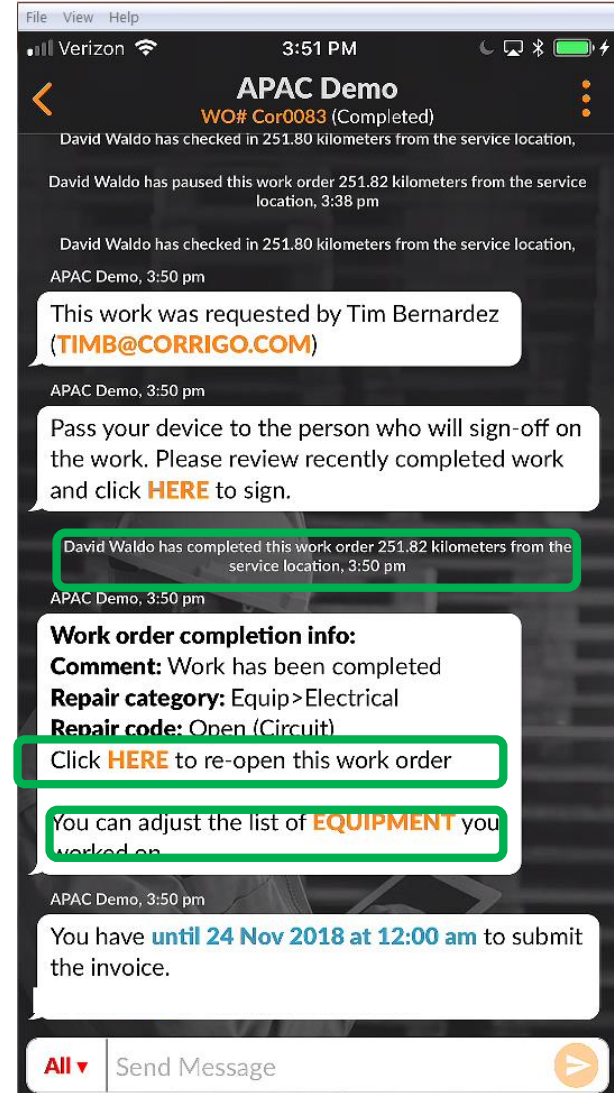 File View Help
Verizon 3:51 PM
APAC Demo
WO# Cor0083 (Completed)
David Waldo has checked in 251.80 kilometers from the service location,
David Waldo has paused this work order 251.82 kilometers from the service
location, 3:38 pm
David Waldo has checked in 251.80 kilometers from the service location,
APAC Demo, 3:50 pm
This work was requested by Tim Bernardez
(TIMB@CORRIGO.COM)
APAC Demo, 3:50 pm
Pass your device to the person who will sign-off on
the work. Please review recently completed work
and click HERE to sign.
David Waldo has completed this work order 251.82 kilometers from the
service location, 3:50 pm
APAC Demo, 3:50 pm
Work order completion info:
Comment: Work has been completed
Repair category: Equip>Electrical
Repair code: Open (Circuit)
Click HERE to re-open this work order
You can adjust the list of EQUIPMENT you
worked on
APAC Demo, 3:50 pm
You have until 24 Nov 2018 at 12:00 am to submit
the invoice.
All ▾ Send Message